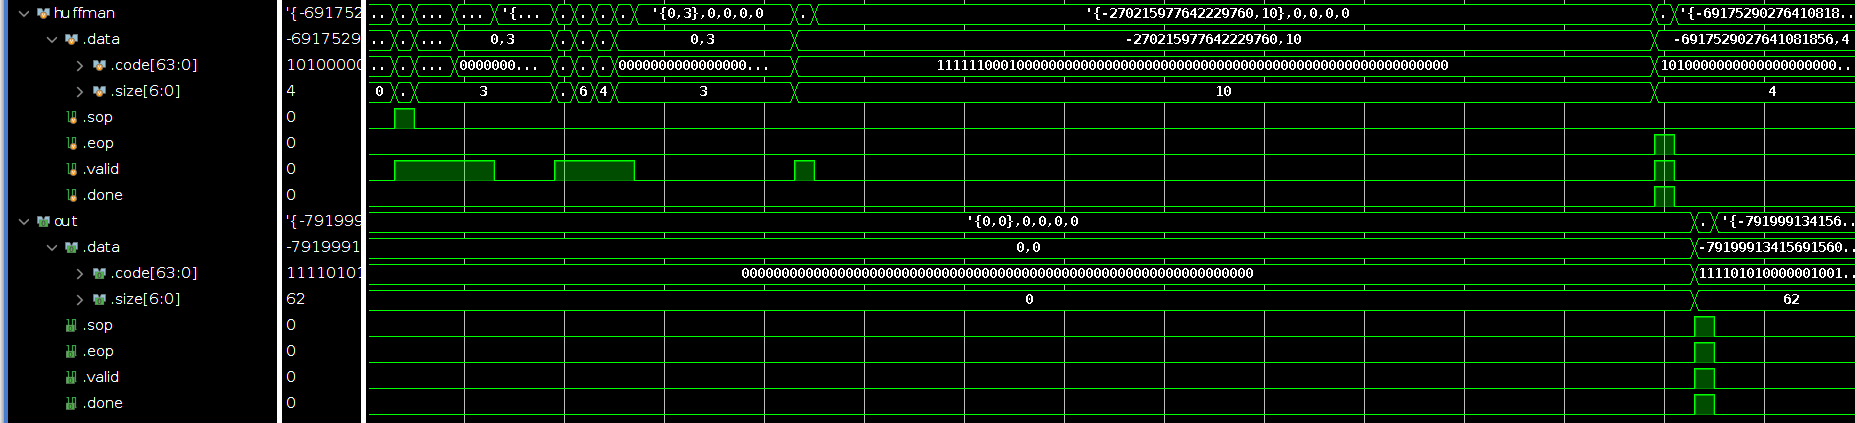 huffman '{-691752 .. . ... ... '{... . . . . '{0,3},0,0,0,0 . '{-270215977642229760,10},0,0,0,0 . '{-69175290276410818..
.data -6917529 .. . ... 0,3 . . . 0,3 -270215977642229760,10 -6917529027641081856,4
.code[63:0] 10100000 .. . ... 0000000... . . . 0000000000000000... 1111110001000000000000000000000000000000000000000000000000000000 1010000000000000000000..
.size[6:0] 4 0 . 3 . 6 4 3 10 4
.sop 0
.eop 0
.valid 0
.done 0
out '{-791999 '{0,0},0,0,0,0 . '{-791999134156..
.data -7919991 0,0 -79199913415691560..
.code[63:0] 11110101 0000000000000000000000000000000000000000000000000000000000000000 111101010000001001..
.size[6:0] 62 0 62
.sop 0
.eop 0
.valid 0
.done 0